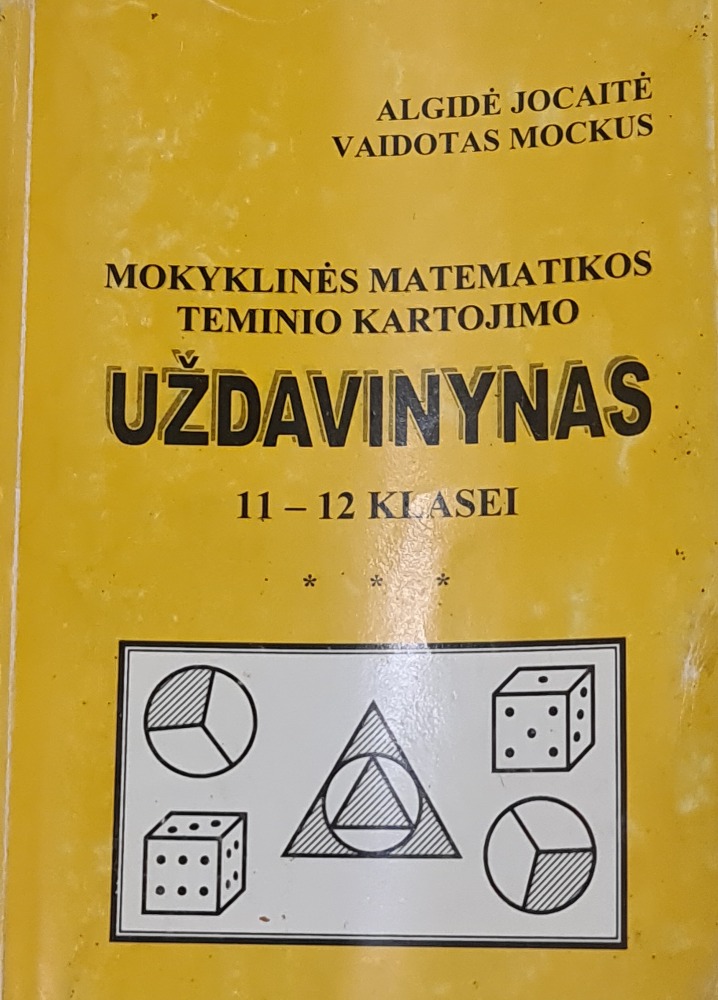 ALGIDĖ JOCAITĖ
VAIDOTAS MOCKUS
MOKYKLINĖS MATEMATIKOS
TEMINIO KARTOJIMO
UŽDAVINYNAS
11 – 12 KLASEI
* * *